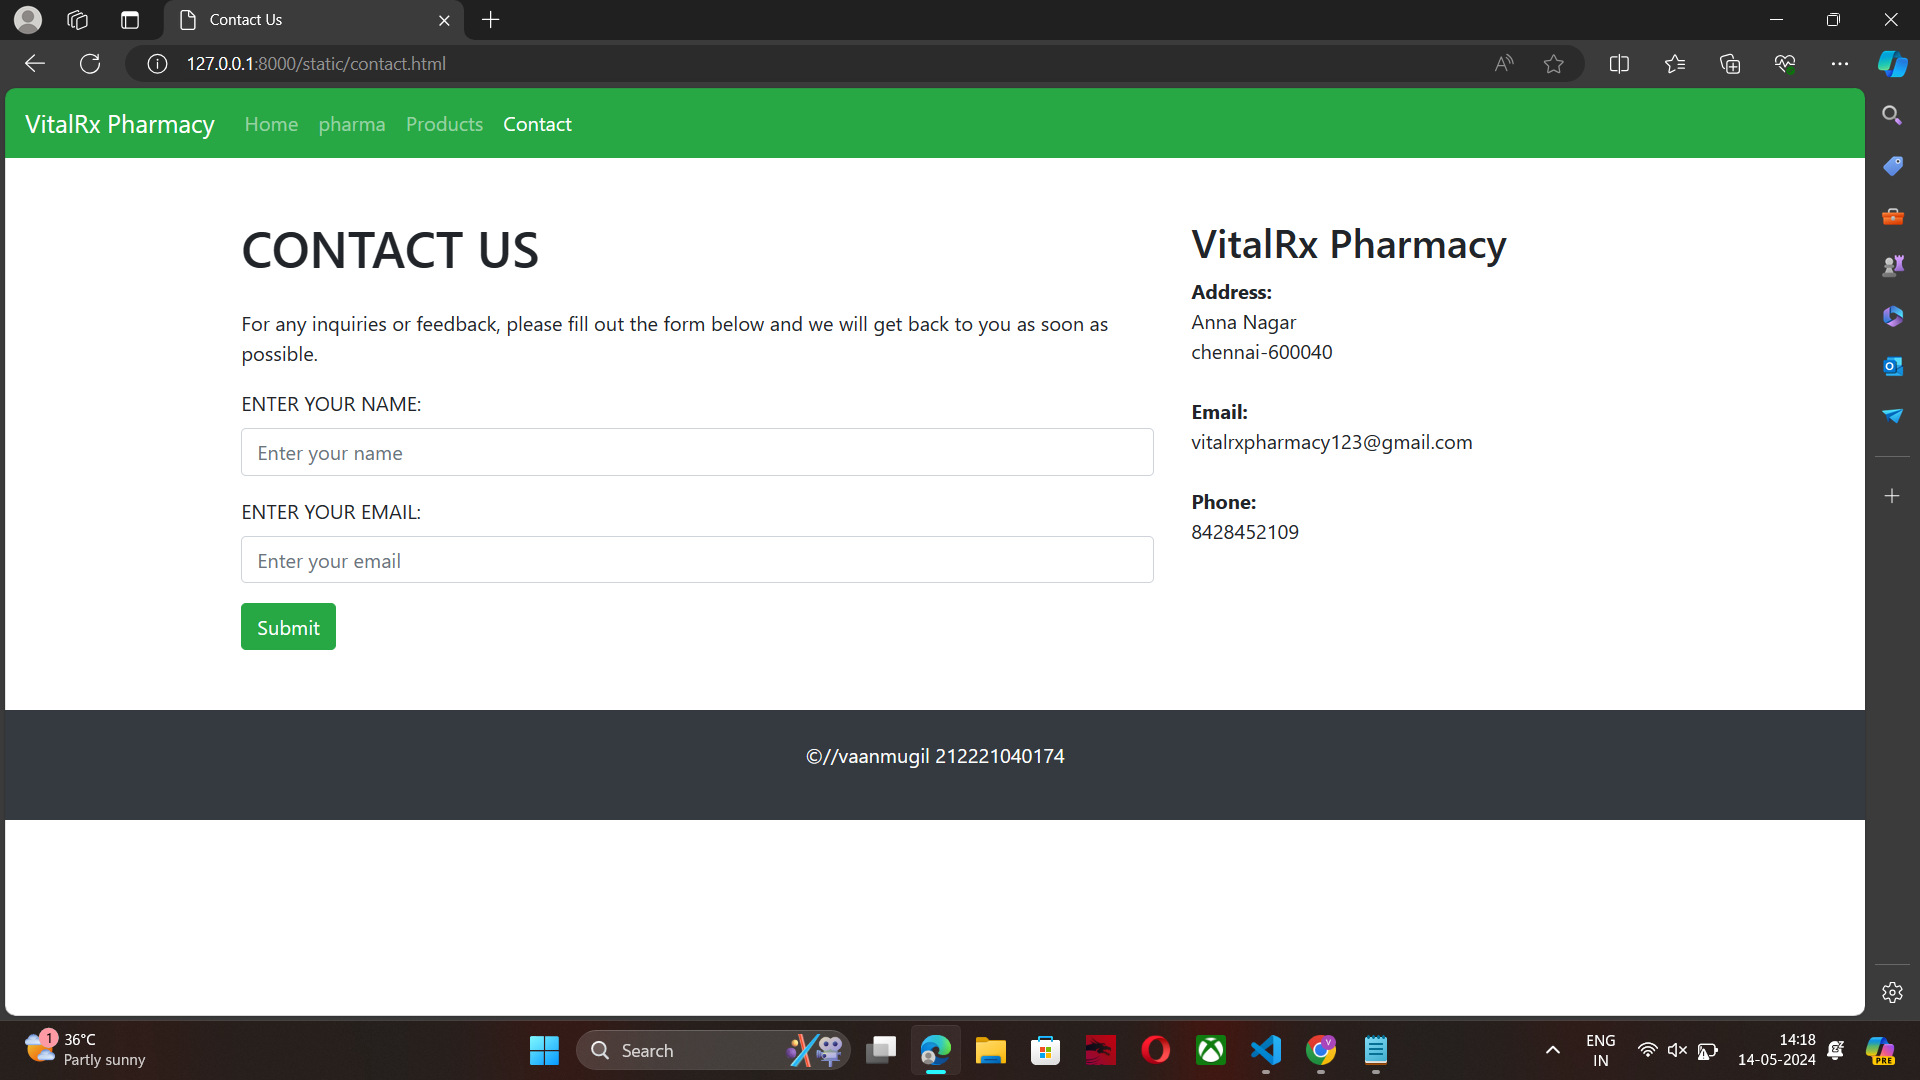 Contact Us
127.0.0.1:8000/static/contact.html
VitalRx Pharmacy Home pharma Products Contact
CONTACT US
For any inquiries or feedback, please fill out the form below and we will get back to you as soon as
possible.
ENTER YOUR NAME:
Enter your name
ENTER YOUR EMAIL:
Enter your email
Submit
VitalRx Pharmacy
Address:
Anna Nagar
chennai-600040
Email:
vitalrxpharmacy123@gmail.com
Phone:
8428452109
©//vaanmugil 212221040174
1
36°C
Partly sunny
Search
V
ENG
IN
14:18
14-05-2024
PRE